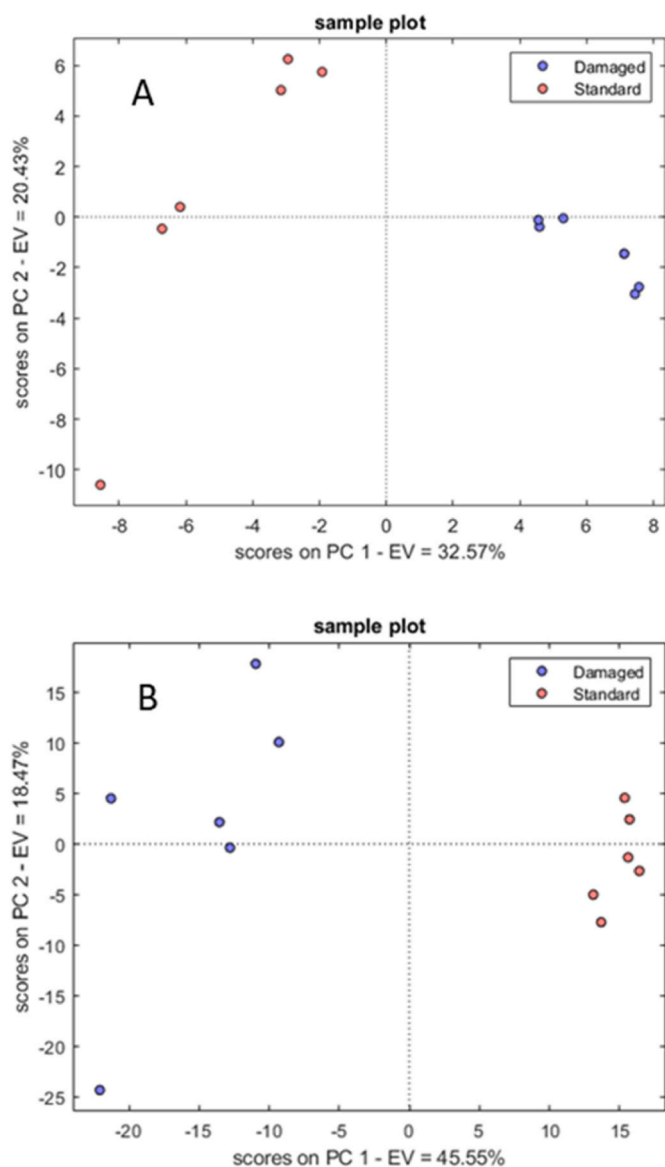 sample plot
A
Damaged
Standard
6
4
2
0
-2
-4
-6
-8
-10
scores on PC 2 - EV = 20.43%
-8 -6 -4 -2 0 2 4 6 8
scores on PC 1 - EV = 32.57%
sample plot
B
Damaged
Standard
15
10
5
0
-5
-10
-15
-20
-25
scores on PC 2 - EV = 18.47%
-20 -15 -10 -5 0 5 10 15
scores on PC 1 - EV = 45.55%